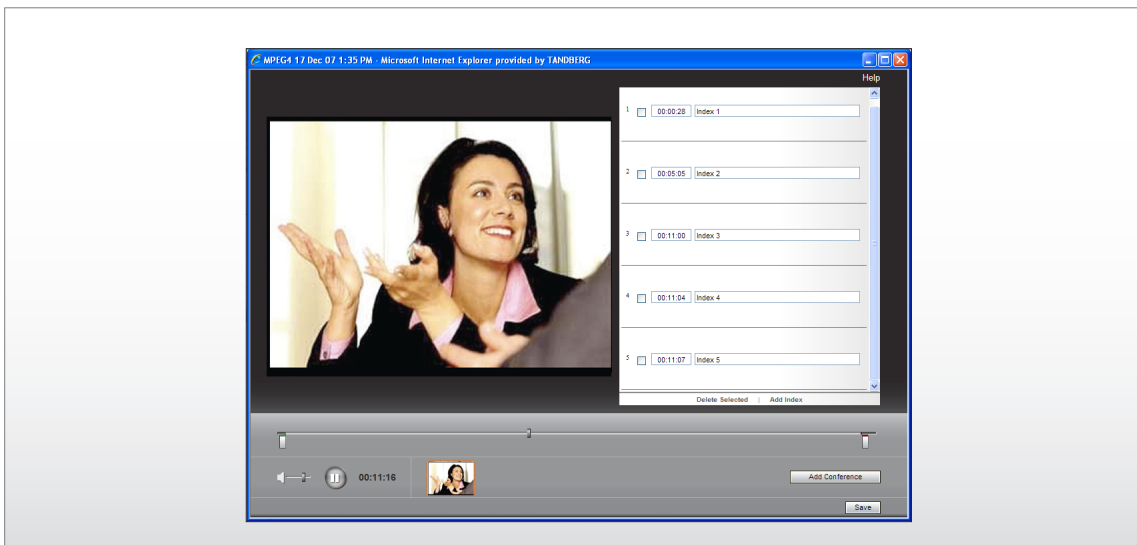 MPEG4 17 Dec 07 1:35 PM - Microsoft Internet Explorer provided by TANDBERG
Help
1 00:00:28 Index 1
2 00:05:05 Index 2
3 00:11:00 Index 3
4 00:11:04 Index 4
5 00:11:07 Index 5
Delete Selected | Add Index
00:11:16
Add Conference
Save